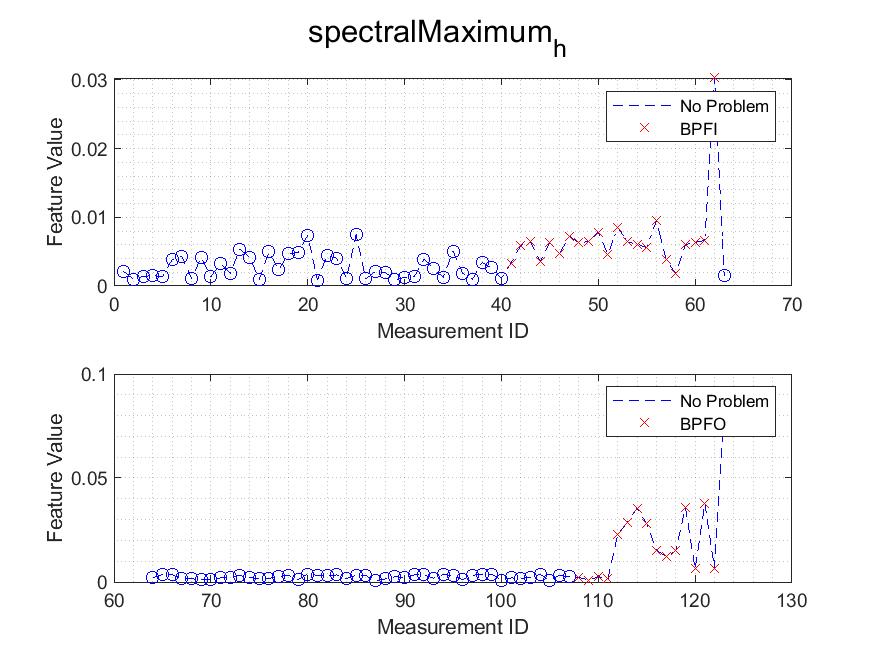 spectralMaximum_h
0.03
0.02
0.01
0
Feature Value
No Problem
BPFI
0 10 20 30 40 50 60 70
Measurement ID
0.1
0.05
0
Feature Value
No Problem
BPFO
60 70 80 90 100 110 120 130
Measurement ID